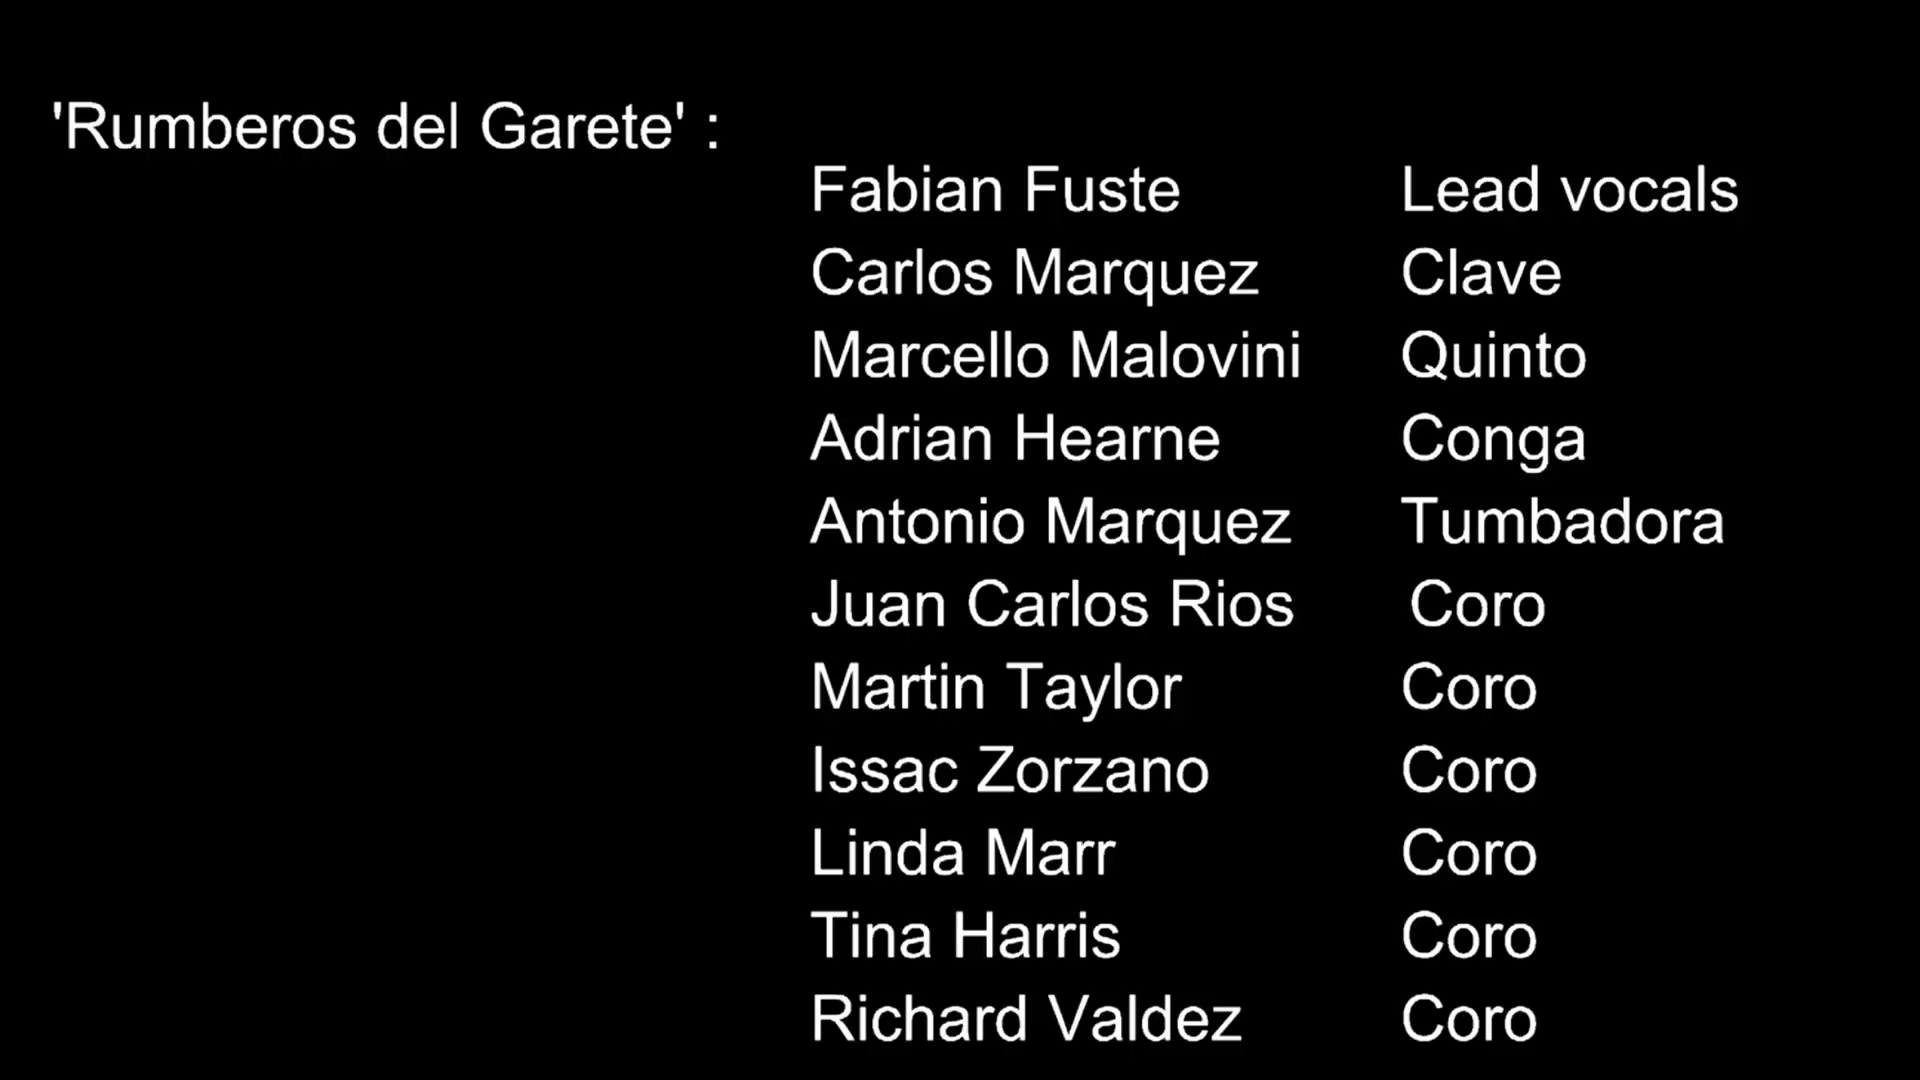 'Rumberos del Garete' :
Fabian Fuste Lead vocals
Carlos Marquez Clave
Marcello Malovini Quinto
Adrian Hearne Conga
Antonio Marquez Tumbadora
Juan Carlos Rios Coro
Martin Taylor Coro
Issac Zorzano Coro
Linda Marr Coro
Tina Harris Coro
Richard Valdez Coro